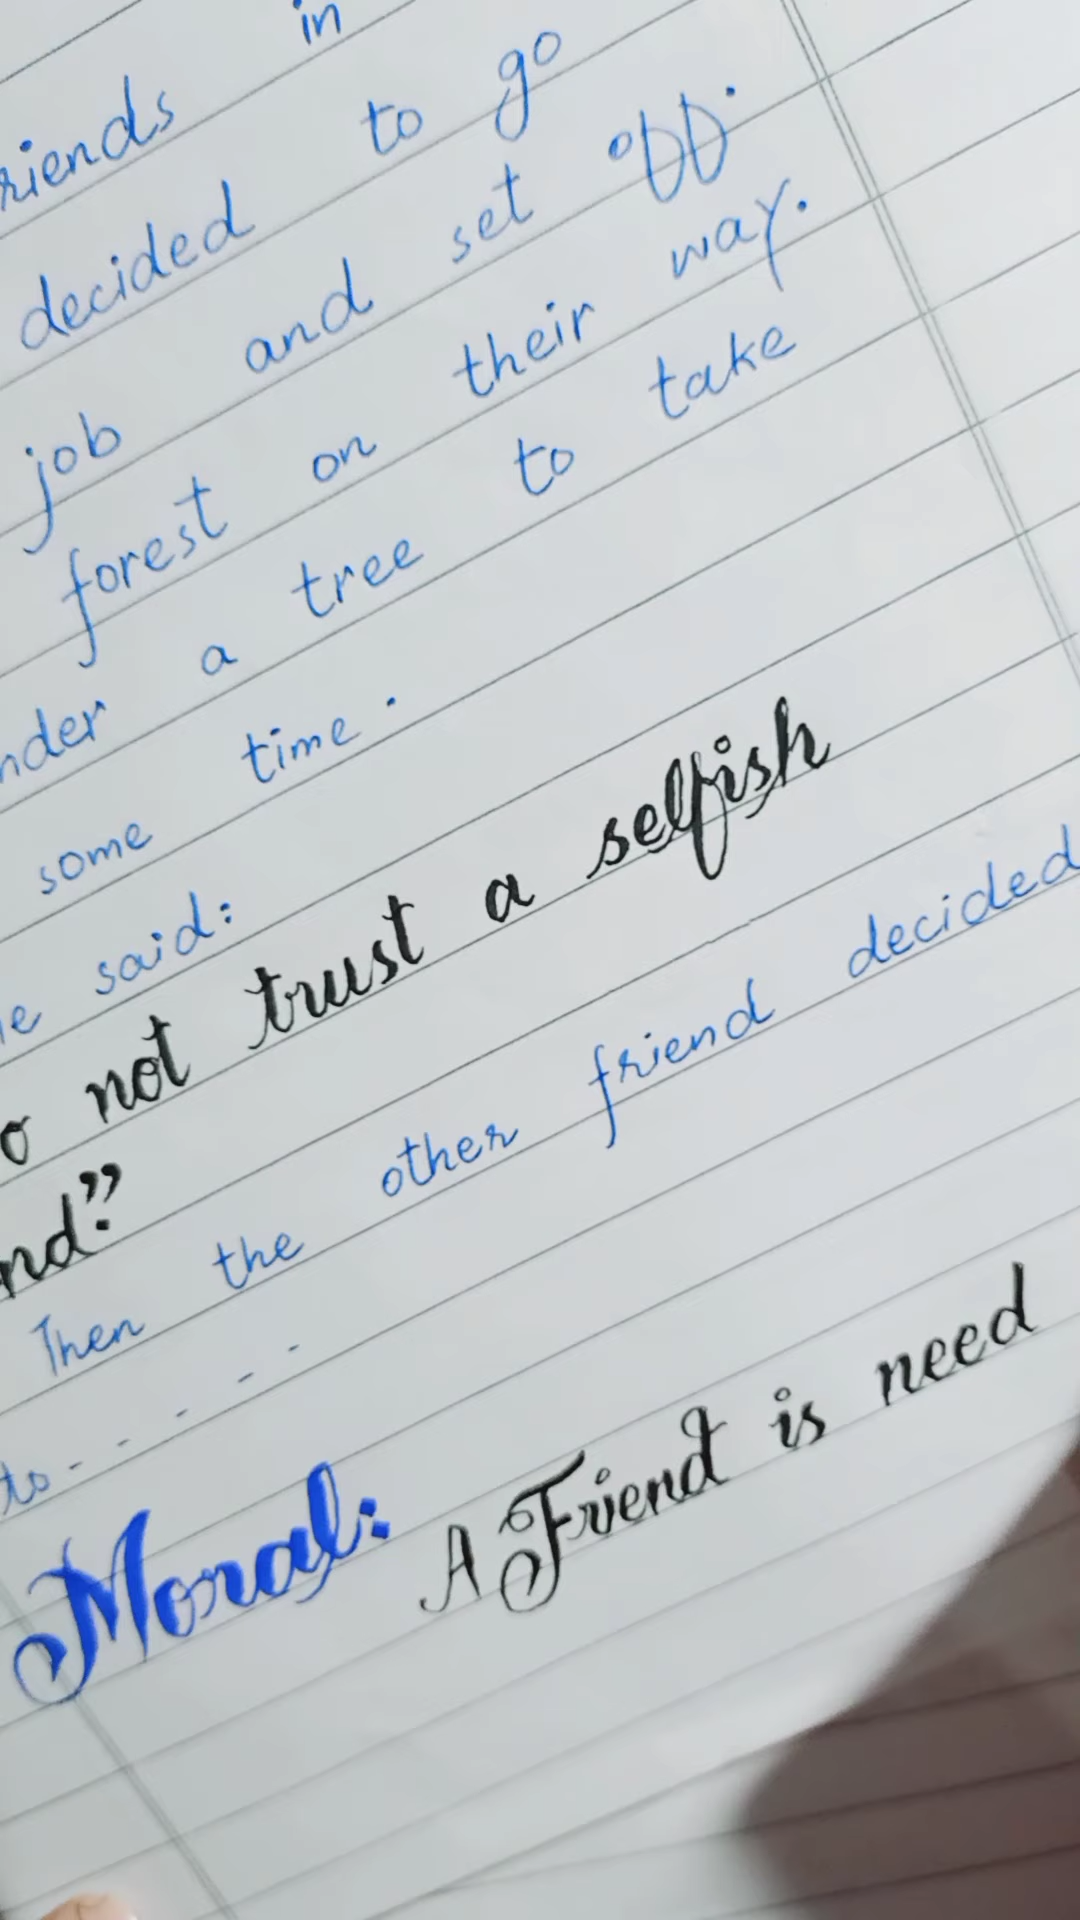 riends in
decided to go
job and set off.
forest on their way.
nder a tree to take
some time.
e said:
o not trust a selfish
nd.”
Then the other friend decided
to - - - - -
Moral: A Friend is need